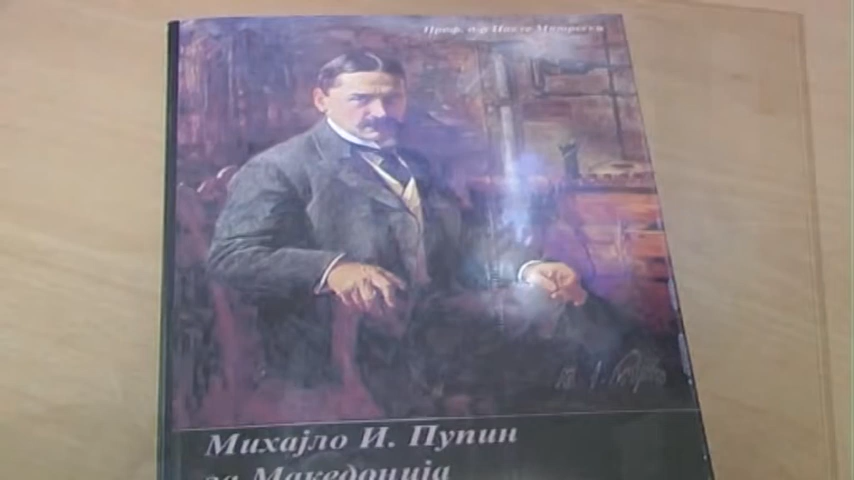 Проф. д-р
Михајло И. Пупин
за Македонија